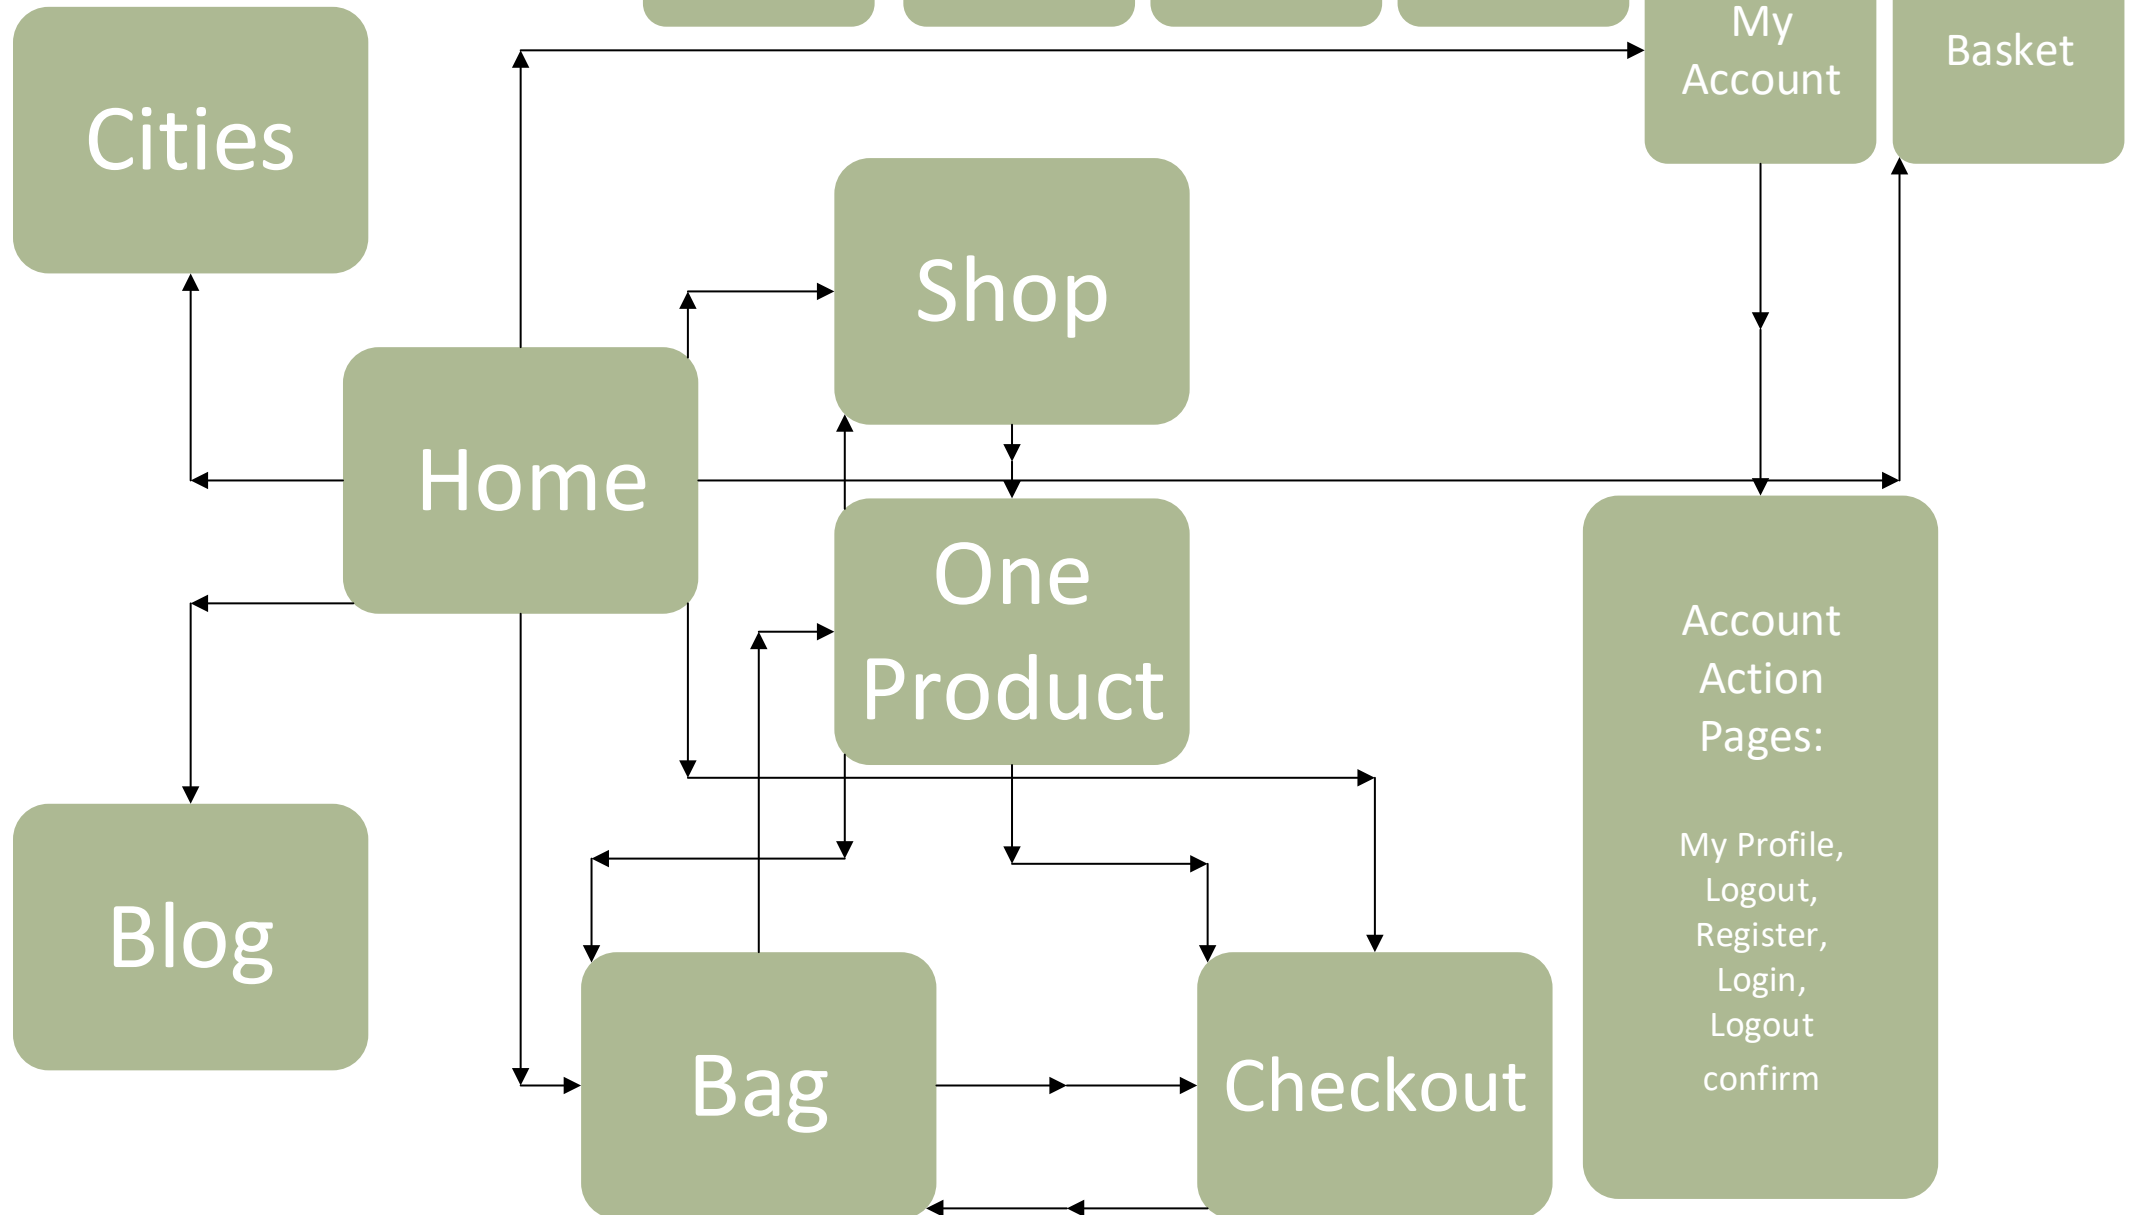 My
Account
Basket
Cities
Shop
Home
One
Product
Account
Action
Pages:
My Profile,
Logout,
Register,
Login,
Logout
confirm
Blog
Bag
Checkout